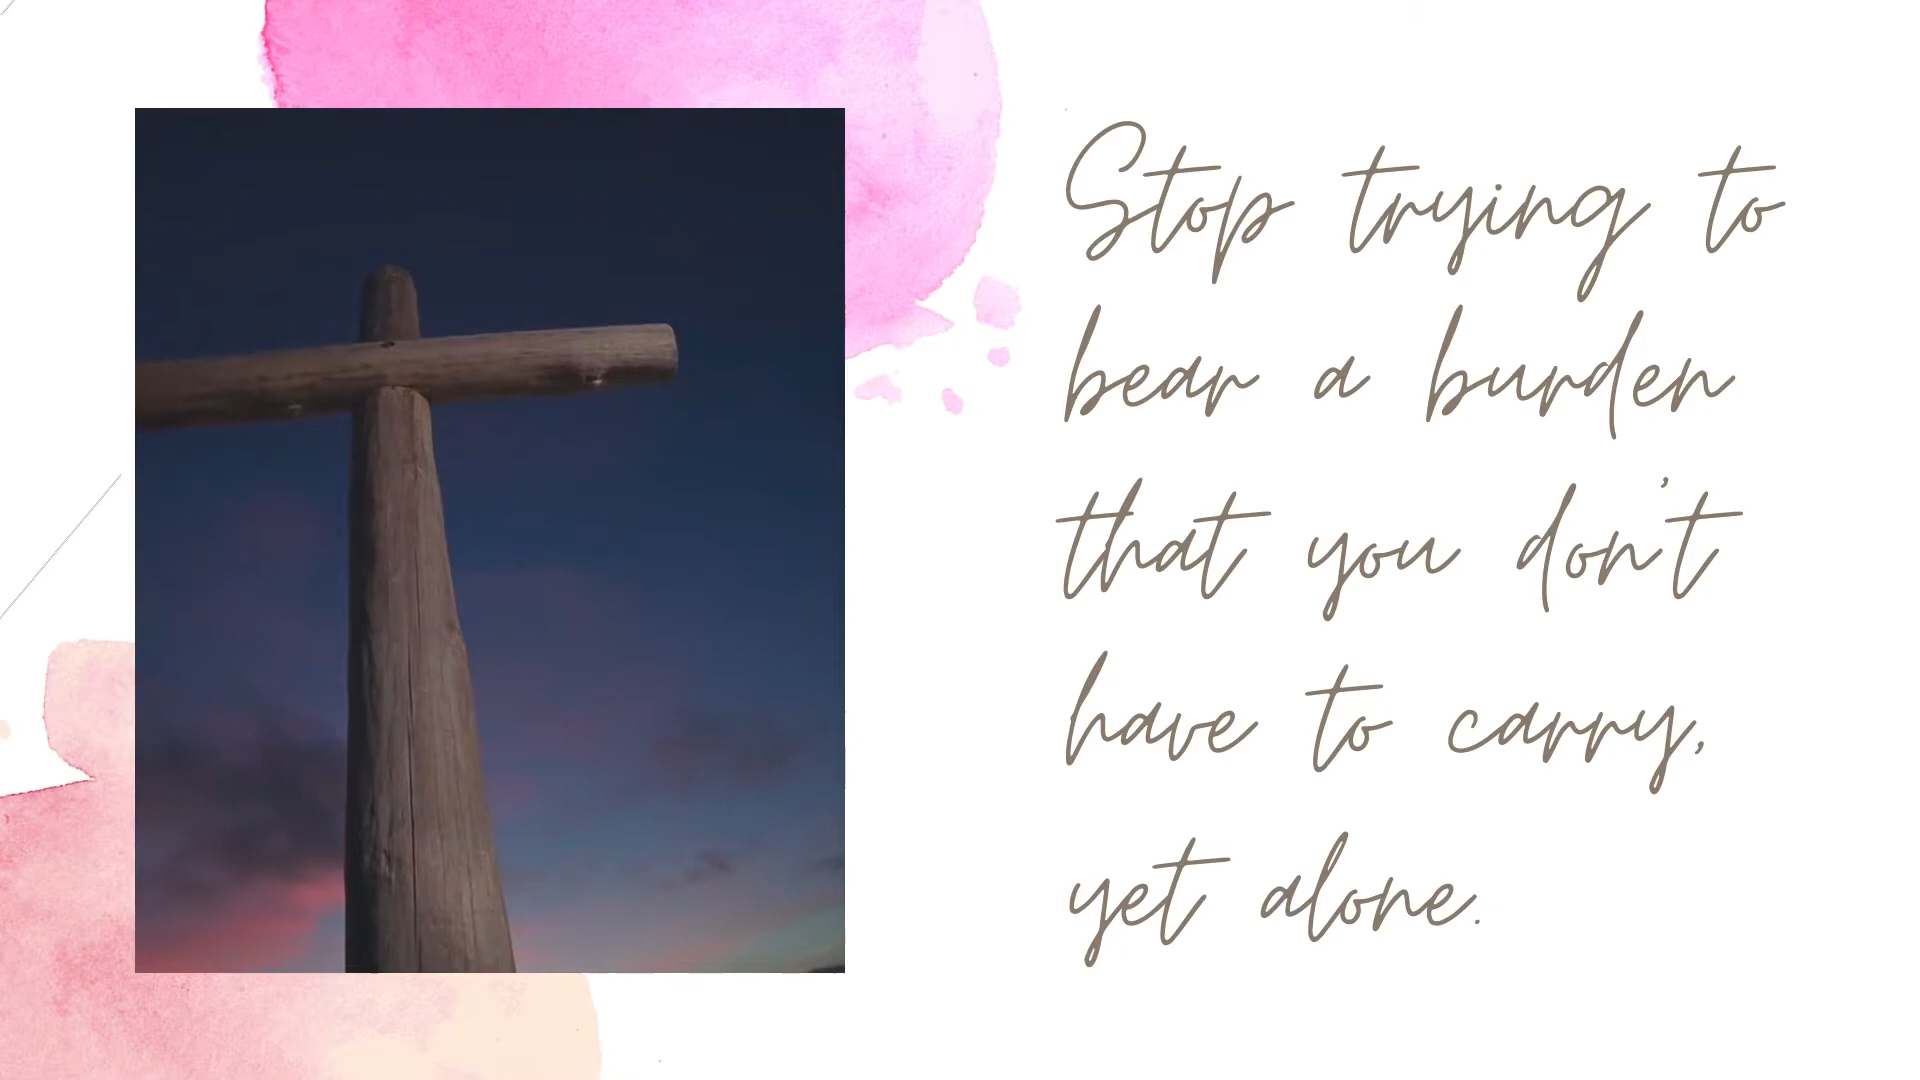 Stop trying to
bear a burden
that you don't
have to carry,
yet alone.